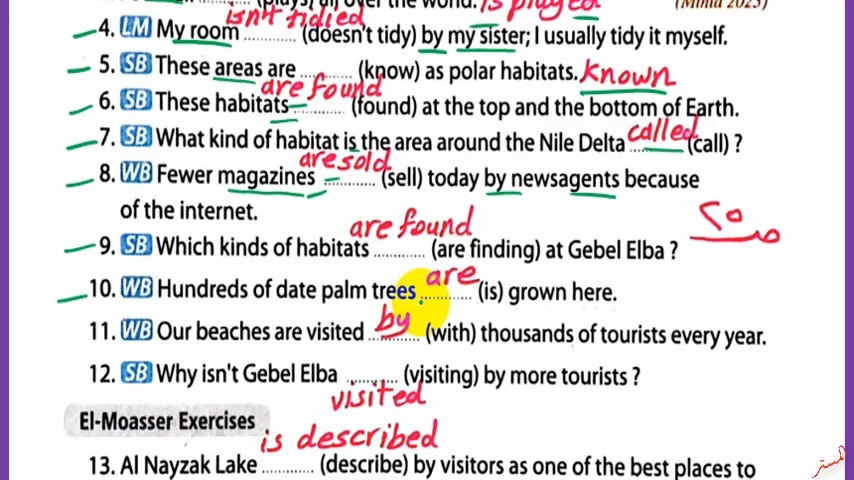 (plays) all over the world. is played (Minia 2023)
isn't tidied
4. LM My room ............ (doesn't tidy) by my sister; I usually tidy it myself.
5. SB These areas are ............ (know) as polar habitats. known
are found
6. SB These habitats ............ (found) at the top and the bottom of Earth.
7. SB What kind of habitat is the area around the Nile Delta ............ (call) ? called
are sold
8. WB Fewer magazines ............ (sell) today by newsagents because
of the internet.
are found
9. SB Which kinds of habitats ............ (are finding) at Gebel Elba ?
are
10. WB Hundreds of date palm trees ............ (is) grown here.
by
11. WB Our beaches are visited ............ (with) thousands of tourists every year.
12. SB Why isn't Gebel Elba ............ (visiting) by more tourists ?
visited
El-Moasser Exercises
is described
13. Al Nayzak Lake ............ (describe) by visitors as one of the best places to